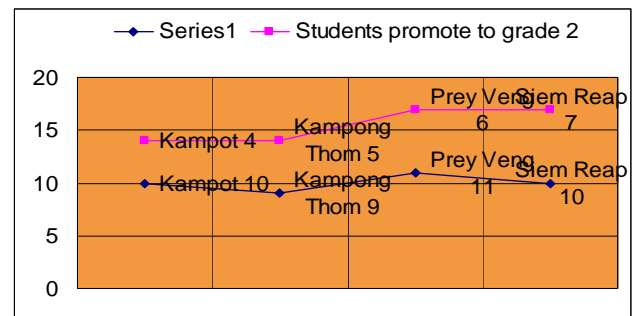 Series1 Students promote to grade 2
20
15
10
5
0
Kampot 4
Kampong
Thom 5
Prey Veng
6
Siem Reap
7
Kampot 10
Kampong
Thom 9
Prey Veng
11
Siem Reap
10